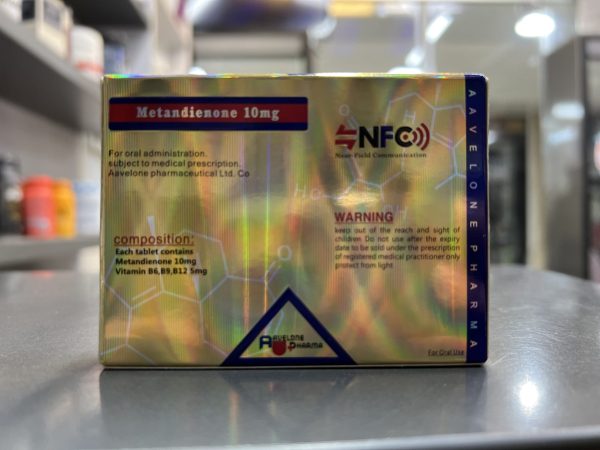 Metandienone 10mg
For oral administration.
subject to medical prescription.
Aavelone pharmaceutical Ltd. Co
NFC
Near Field Communication
WARNING
keep out of the reach and sight of
children. Do not use after the expiry
date to be sold under the prescription
of registered medical practitioner only
protect from light
composition:
Each tablet contains
Metandienone 10mg
Vitamin B6,B9,B12 5mg
AAVELONE
PHARMA
For Oral Use
AAVELONE PHARMA